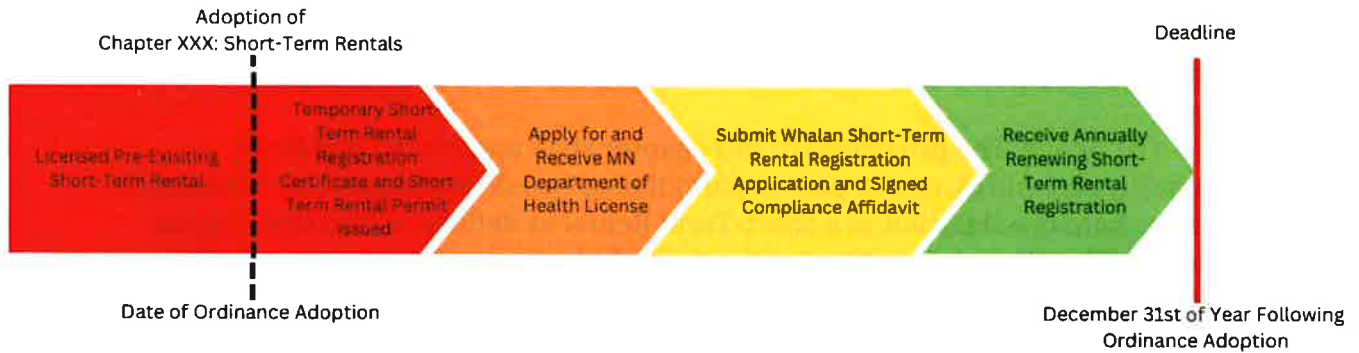 Adoption of
Chapter XXX: Short-Term Rentals
Deadline
Licensed Pre-Exisiting
Short-Term Rental
Temporary Short-
Term Rental
Registration
Certificate and Short
Term Rental Permit
issued
Apply for and
Receive MN
Department of
Health License
Submit Whalan Short-Term
Rental Registration
Application and Signed
Compliance Affidavit
Receive Annually
Renewing Short-
Term Rental
Registration
Date of Ordinance Adoption
December 31st of Year Following
Ordinance Adoption